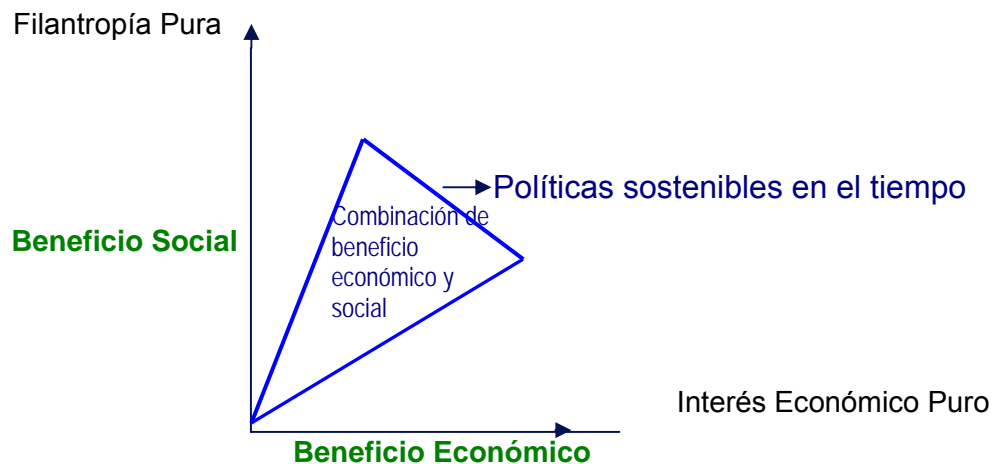 Filantropía Pura
Políticas sostenibles en el tiempo
Combinación de
beneficio
económico y
social
Beneficio Social
Interés Económico Puro
Beneficio Económico